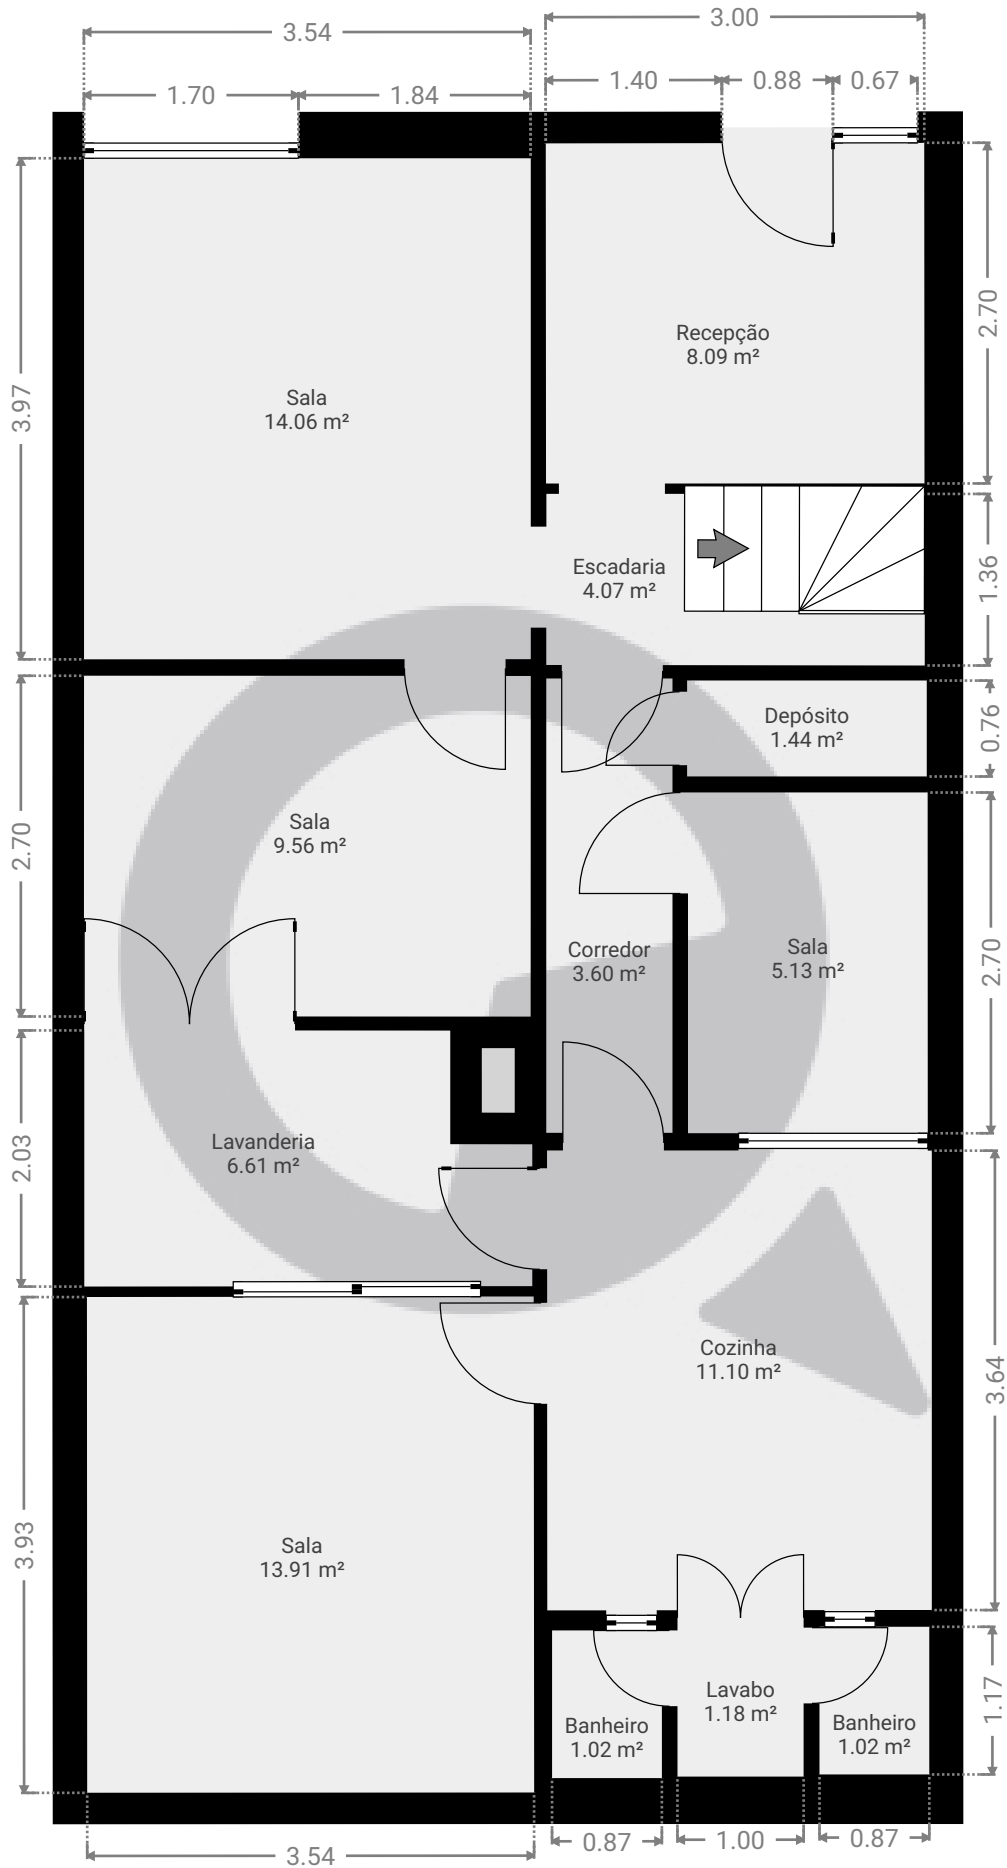 3.54
3.00
1.70
1.84
1.40
0.88
0.67
3.97
2.70
Recepção
8.09 m²
Sala
14.06 m²
Escadaria
4.07 m²
1.36
Depósito
1.44 m²
0.76
2.70
Sala
9.56 m²
Corredor
3.60 m²
Sala
5.13 m²
2.70
2.03
Lavanderia
6.61 m²
Cozinha
11.10 m²
3.64
3.93
Sala
13.91 m²
Banheiro
1.02 m²
Lavabo
1.18 m²
Banheiro
1.02 m²
1.17
3.54
0.87
1.00
0.87